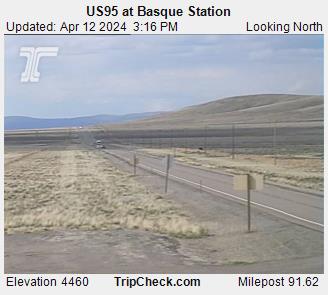 US95 at Basque Station
Updated: Apr 12 2024 3:16 PM Looking North
Elevation 4460 TripCheck.com Milepost 91.62